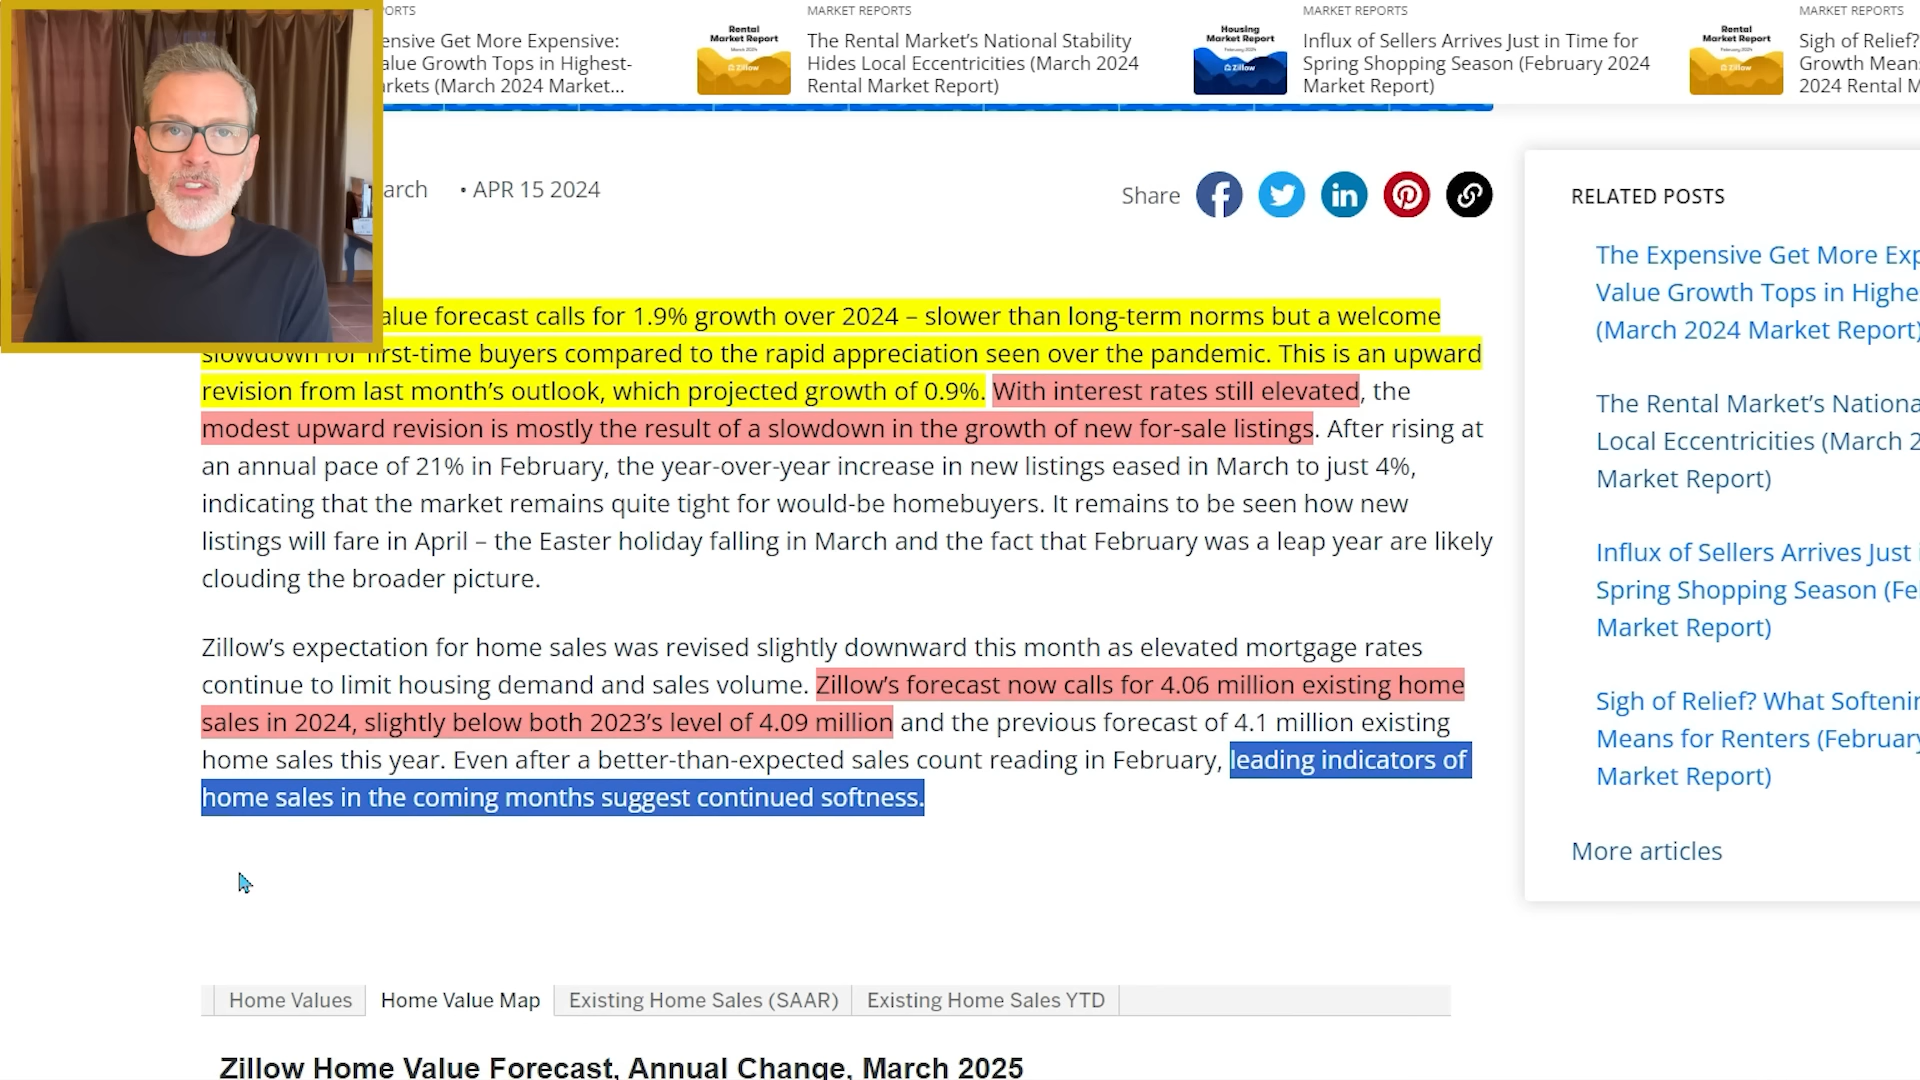 PORTS
ensive Get More Expensive:
alue Growth Tops in Highest-
arkets (March 2024 Market...
Rental
Market Report
March 2024
Zillow
MARKET REPORTS
The Rental Market's National Stability
Hides Local Eccentricities (March 2024
Rental Market Report)
Housing
Market Report
February 2024
Zillow
MARKET REPORTS
Influx of Sellers Arrives Just in Time for
Spring Shopping Season (February 2024
Market Report)
Rental
Market Report
February 2024
Zillow
MARKET REPORTS
Sigh of Relief?
Growth Means
2024 Rental M
arch • APR 15 2024
Share
alue forecast calls for 1.9% growth over 2024 – slower than long-term norms but a welcome
slowdown for first-time buyers compared to the rapid appreciation seen over the pandemic. This is an upward
revision from last month's outlook, which projected growth of 0.9%. With interest rates still elevated, the
modest upward revision is mostly the result of a slowdown in the growth of new for-sale listings. After rising at
an annual pace of 21% in February, the year-over-year increase in new listings eased in March to just 4%,
indicating that the market remains quite tight for would-be homebuyers. It remains to be seen how new
listings will fare in April – the Easter holiday falling in March and the fact that February was a leap year are likely
clouding the broader picture.
Zillow's expectation for home sales was revised slightly downward this month as elevated mortgage rates
continue to limit housing demand and sales volume. Zillow's forecast now calls for 4.06 million existing home
sales in 2024, slightly below both 2023's level of 4.09 million and the previous forecast of 4.1 million existing
home sales this year. Even after a better-than-expected sales count reading in February, leading indicators of
home sales in the coming months suggest continued softness.
RELATED POSTS
The Expensive Get More Exp
Value Growth Tops in Highe
(March 2024 Market Report)
The Rental Market's Nationa
Local Eccentricities (March 2
Market Report)
Influx of Sellers Arrives Just i
Spring Shopping Season (Fe
Market Report)
Sigh of Relief? What Softenin
Means for Renters (February
Market Report)
More articles
Home Values
Home Value Map
Existing Home Sales (SAAR)
Existing Home Sales YTD
Zillow Home Value Forecast, Annual Change, March 2025